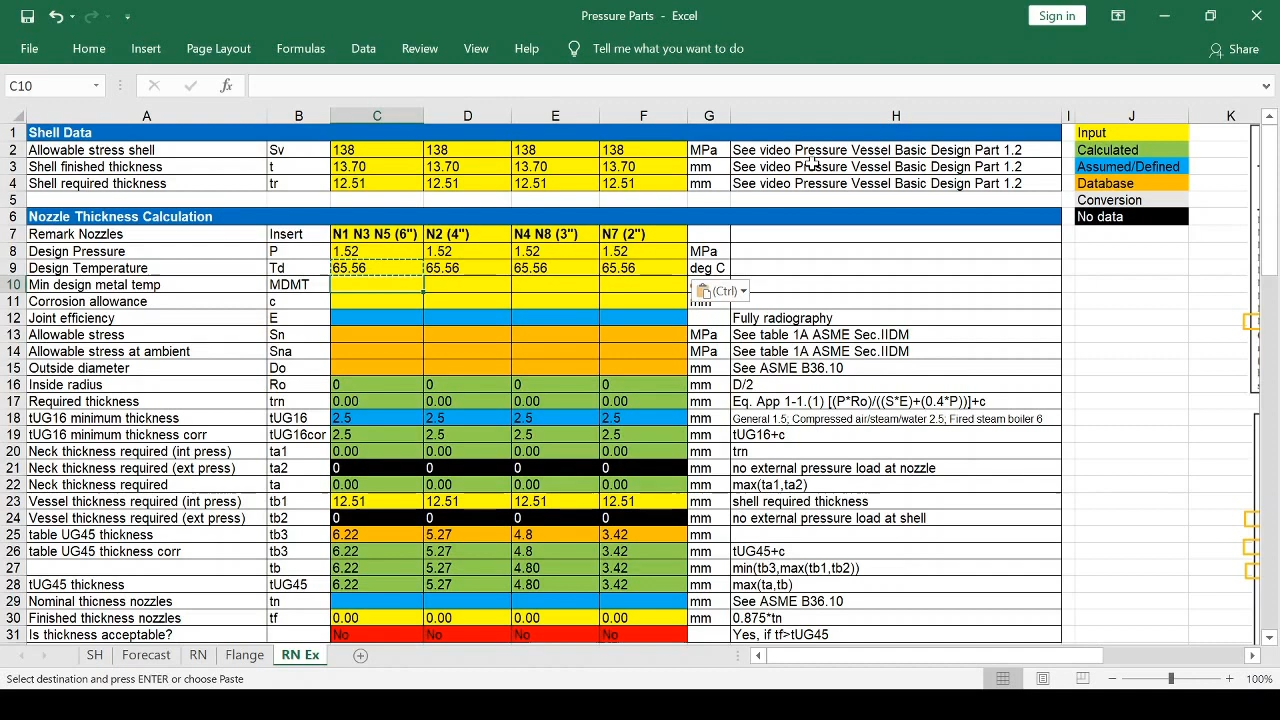 Pressure Parts - Excel
Sign in
File Home Insert Page Layout Formulas Data Review View Help Tell me what you want to do Share
C10 fx
A B C D E F G H I J K
1 Shell Data Input
2 Allowable stress shell Sv 138 138 138 138 MPa See video Pressure Vessel Basic Design Part 1.2 Calculated
3 Shell finished thickness t 13.70 13.70 13.70 13.70 mm See video Pressure Vessel Basic Design Part 1.2 Assumed/Defined
4 Shell required thickness tr 12.51 12.51 12.51 12.51 mm See video Pressure Vessel Basic Design Part 1.2 Database
5 Conversion
6 Nozzle Thickness Calculation No data
7 Remark Nozzles Insert N1 N3 N5 (6") N2 (4") N4 N8 (3") N7 (2")
8 Design Pressure P 1.52 1.52 1.52 1.52 MPa
9 Design Temperature Td 65.56 65.56 65.56 65.56 deg C
10 Min design metal temp MDMT (Ctrl)
11 Corrosion allowance c mm
12 Joint efficiency E Fully radiography
13 Allowable stress Sn MPa See table 1A ASME Sec.IIDM
14 Allowable stress at ambient Sna MPa See table 1A ASME Sec.IIDM
15 Outside diameter Do mm See ASME B36.10
16 Inside radius Ro 0 0 0 0 mm D/2
17 Required thickness trn 0.00 0.00 0.00 0.00 mm Eq. App 1-1.(1) [(P*Ro)/((S*E)+(0.4*P))]+c
18 tUG16 minimum thickness tUG16 2.5 2.5 2.5 2.5 mm General 1.5; Compressed air/steam/water 2.5; Fired steam boiler 6
19 tUG16 minimum thickness corr tUG16cor 2.5 2.5 2.5 2.5 mm tUG16+c
20 Neck thickness required (int press) ta1 0.00 0.00 0.00 0.00 mm trn
21 Neck thickness required (ext press) ta2 0 0 0 0 mm no external pressure load at nozzle
22 Neck thickness required ta 0.00 0.00 0.00 0.00 mm max(ta1,ta2)
23 Vessel thickness required (int press) tb1 12.51 12.51 12.51 12.51 mm shell required thickness
24 Vessel thickness required (ext press) tb2 0 0 0 0 mm no external pressure load at shell
25 table UG45 thickness tb3 6.22 5.27 4.8 3.42 mm
26 table UG45 thickness corr tb3 6.22 5.27 4.8 3.42 mm tUG45+c
27 tb 6.22 5.27 4.80 3.42 mm min(tb3,max(tb1,tb2))
28 tUG45 thickness tUG45 6.22 5.27 4.80 3.42 mm max(ta,tb)
29 Nominal thicness nozzles tn mm See ASME B36.10
30 Finished thickness nozzles tf 0.00 0.00 0.00 0.00 mm 0.875*tn
31 Is thickness acceptable? No No No No Yes, if tf>tUG45
SH Forecast RN Flange RN Ex
Select destination and press ENTER or choose Paste 100%